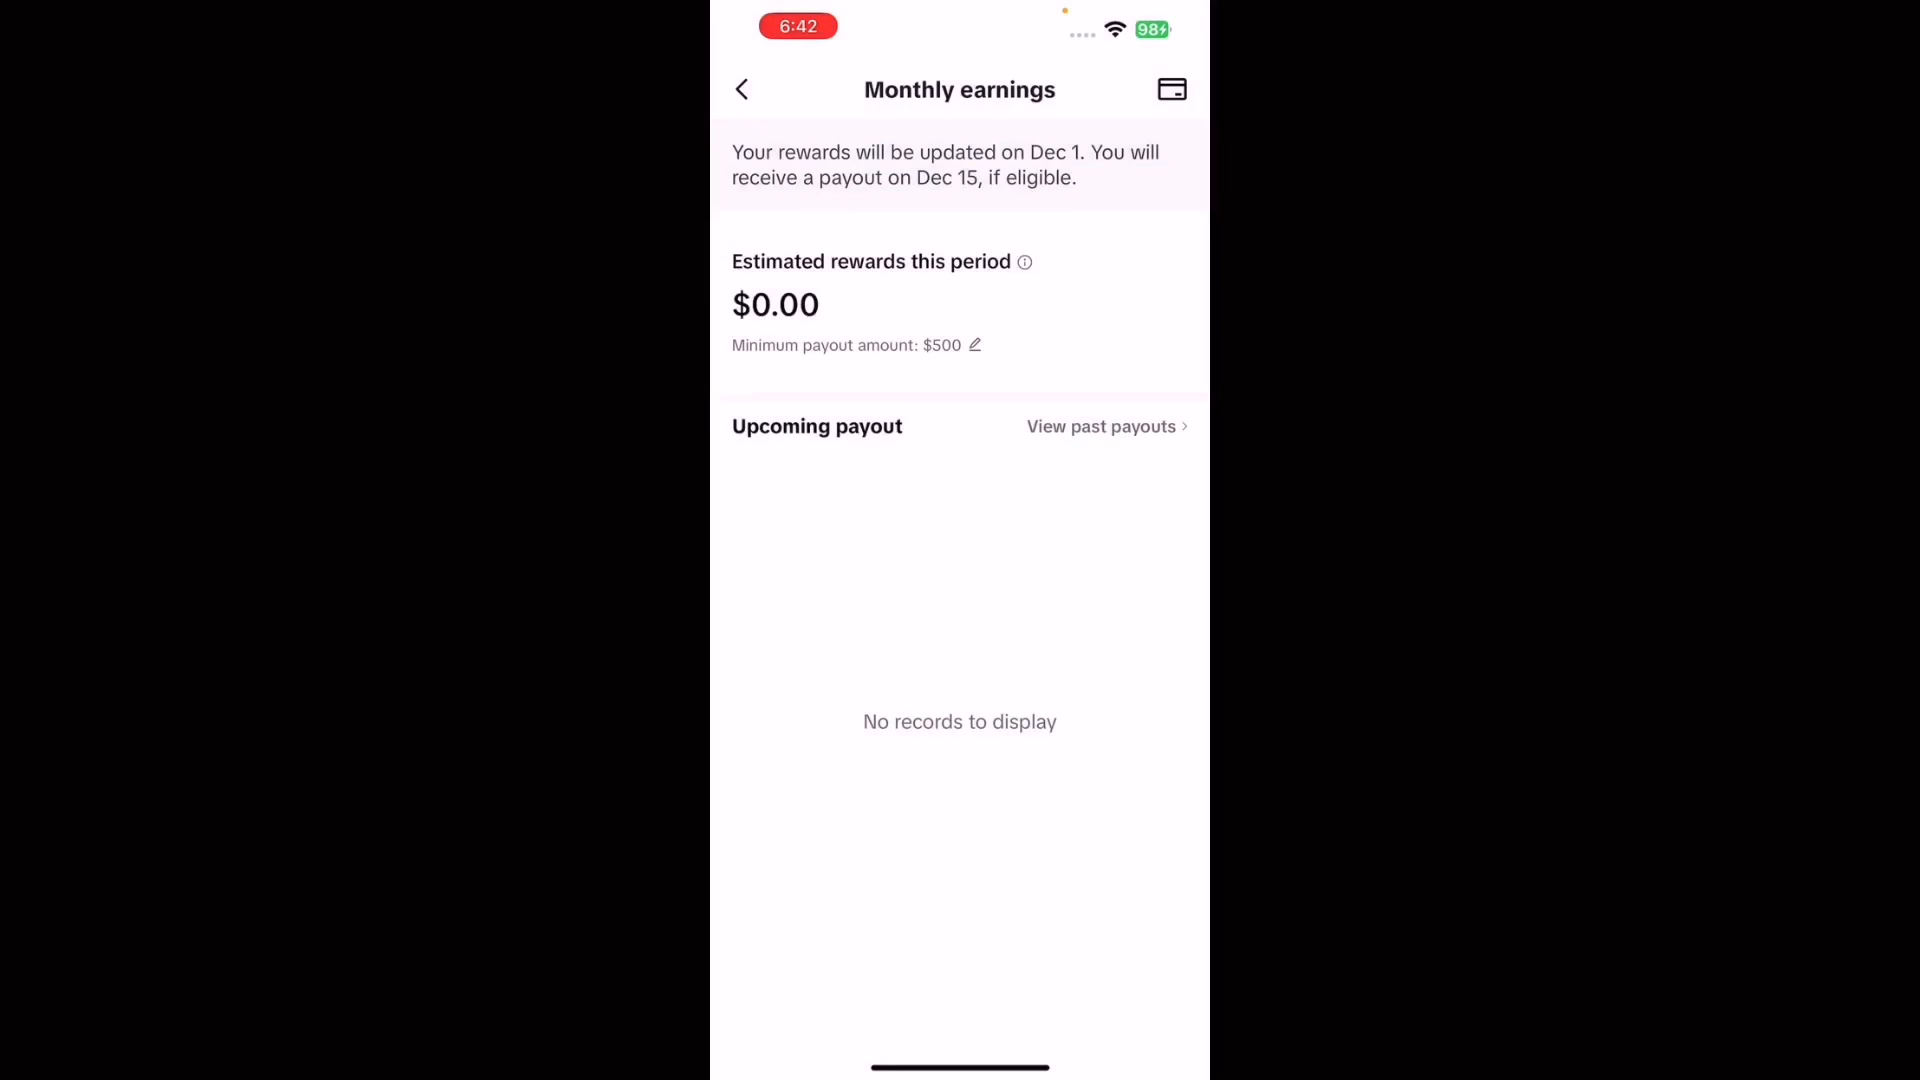 6:42
98
Monthly earnings
Your rewards will be updated on Dec 1. You will
receive a payout on Dec 15, if eligible.
Estimated rewards this period
$0.00
Minimum payout amount: $500
Upcoming payout
View past payouts
No records to display